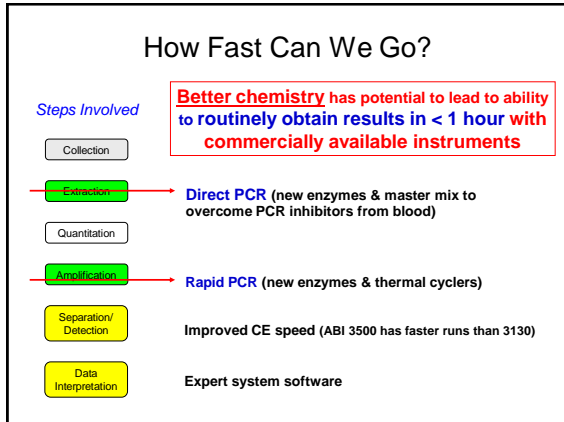 How Fast Can We Go?
Steps Involved
Better chemistry has potential to lead to ability
to routinely obtain results in < 1 hour with
commercially available instruments
Collection
Extraction
Direct PCR (new enzymes & master mix to
overcome PCR inhibitors from blood)
Quantitation
Amplification
Rapid PCR (new enzymes & thermal cyclers)
Separation/
Detection
Improved CE speed (ABI 3500 has faster runs than 3130)
Data
Interpretation
Expert system software